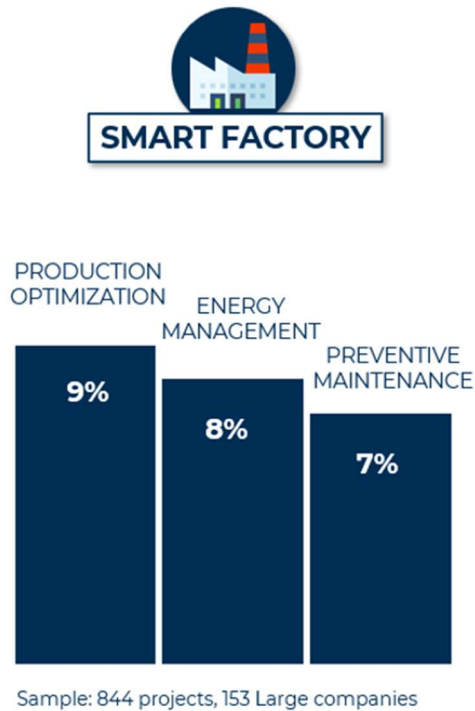 SMART FACTORY
PRODUCTION
OPTIMIZATION
ENERGY
MANAGEMENT
PREVENTIVE
MAINTENANCE
9%
8%
7%
Sample: 844 projects, 153 Large companies